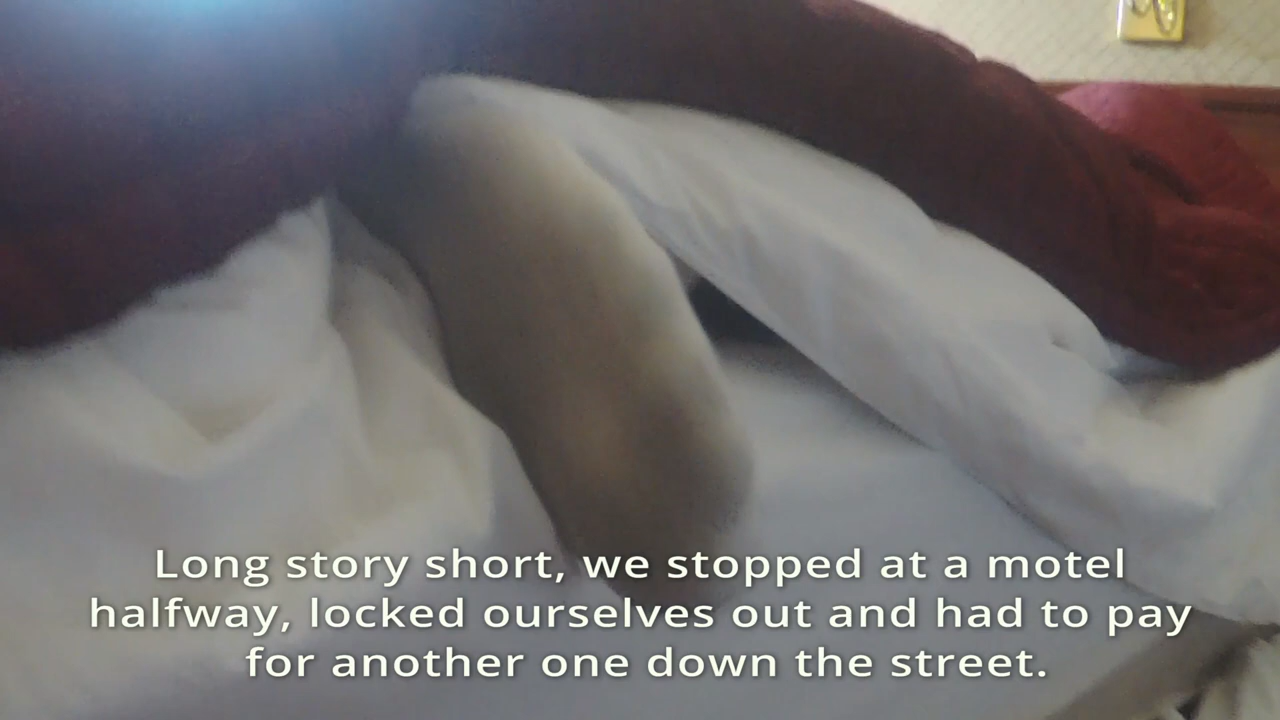 Long story short, we stopped at a motel
halfway, locked ourselves out and had to pay
for another one down the street.